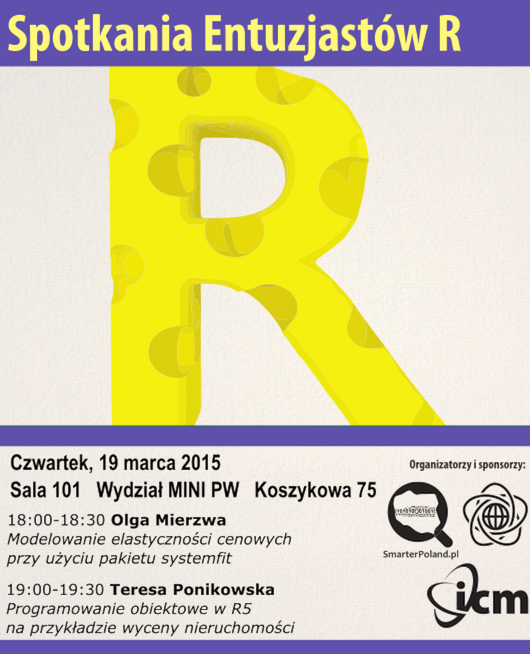 Spotkania Entuzjastów R
R
Czwartek, 19 marca 2015
Sala 101 Wydział MINI PW Koszykowa 75
18:00-18:30 Olga Mierzwa
Modelowanie elastyczności cenowych
przy użyciu pakietu systemfit
19:00-19:30 Teresa Ponikowska
Programowanie obiektowe w R5
na przykładzie wyceny nieruchomości
Organizatorzy i sponsorzy:
SmarterPoland.pl
icm